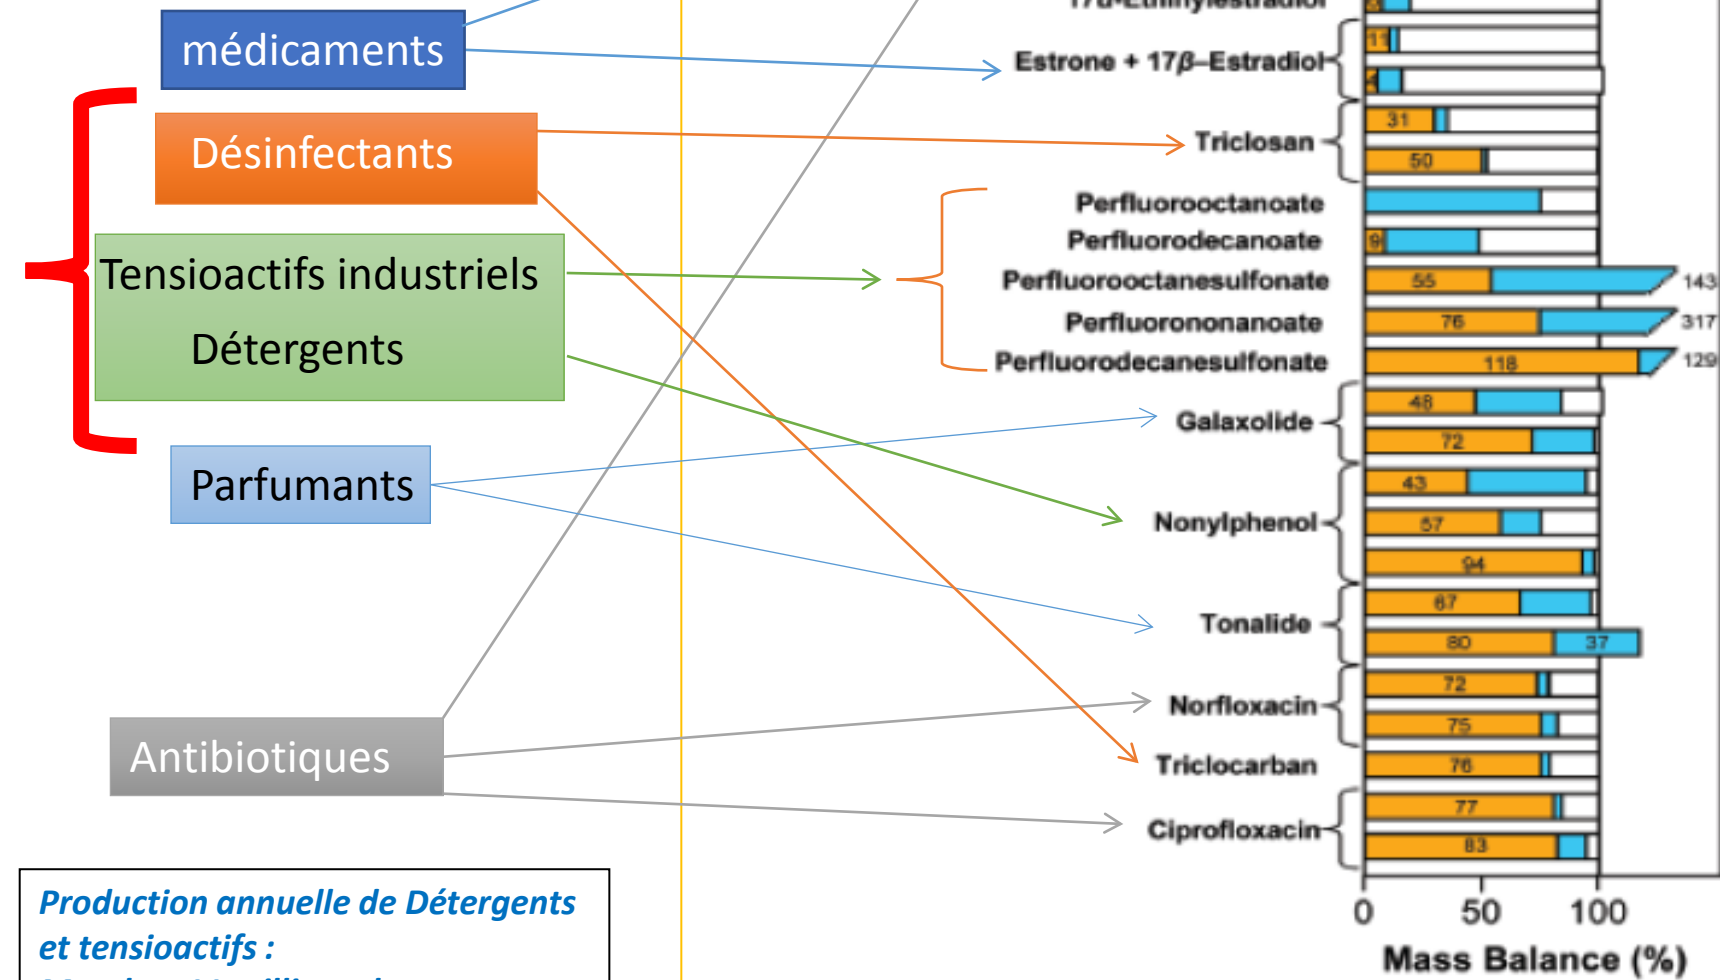 médicaments
Désinfectants
Tensioactifs industriels
Détergents
Parfumants
Antibiotiques
Production annuelle de Détergents
et tensioactifs :
17α-Ethinylestradiol
Estrone + 17β–Estradiol
11
4
Triclosan
31
50
Perfluorooctanoate
Perfluorodecanoate
9
Perfluorooctanesulfonate
55
143
Perfluorononanoate
76
317
Perfluorodecanesulfonate
118
129
Galaxolide
48
72
Nonylphenol
43
57
94
Tonalide
67
80
37
Norfloxacin
72
75
Triclocarban
76
Ciprofloxacin
77
83
0
50
100
Mass Balance (%)